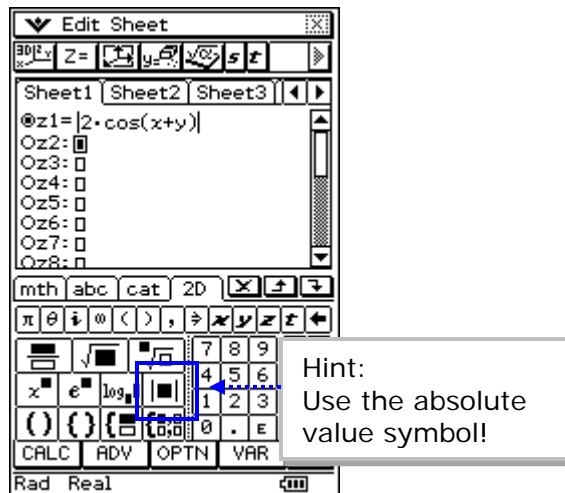 Edit Sheet
Z= y= s t
Sheet1 Sheet2 Sheet3
z1=|2·cos(x+y)|
z2:
z3:
z4:
z5:
z6:
z7:
z8:
mth abc cat 2D
π θ i ∞ ( ) , ⇒ x y z t
√■ ■√□ 7 8 9
x■ e■ log |■| 4 5 6
1 2 3
() {} 0 . E
CALC ADV OPTN VAR
Rad Real
Hint:
Use the absolute
value symbol!